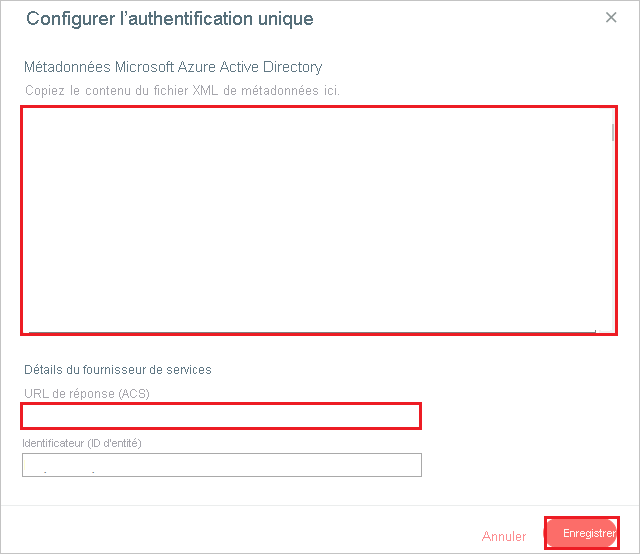 Configurer l’authentification unique
Métadonnées Microsoft Azure Active Directory
Copiez le contenu du fichier XML de métadonnées ici.
Détails du fournisseur de services
URL de réponse (ACS)
Identificateur (ID d'entité)
Annuler
Enregistrer